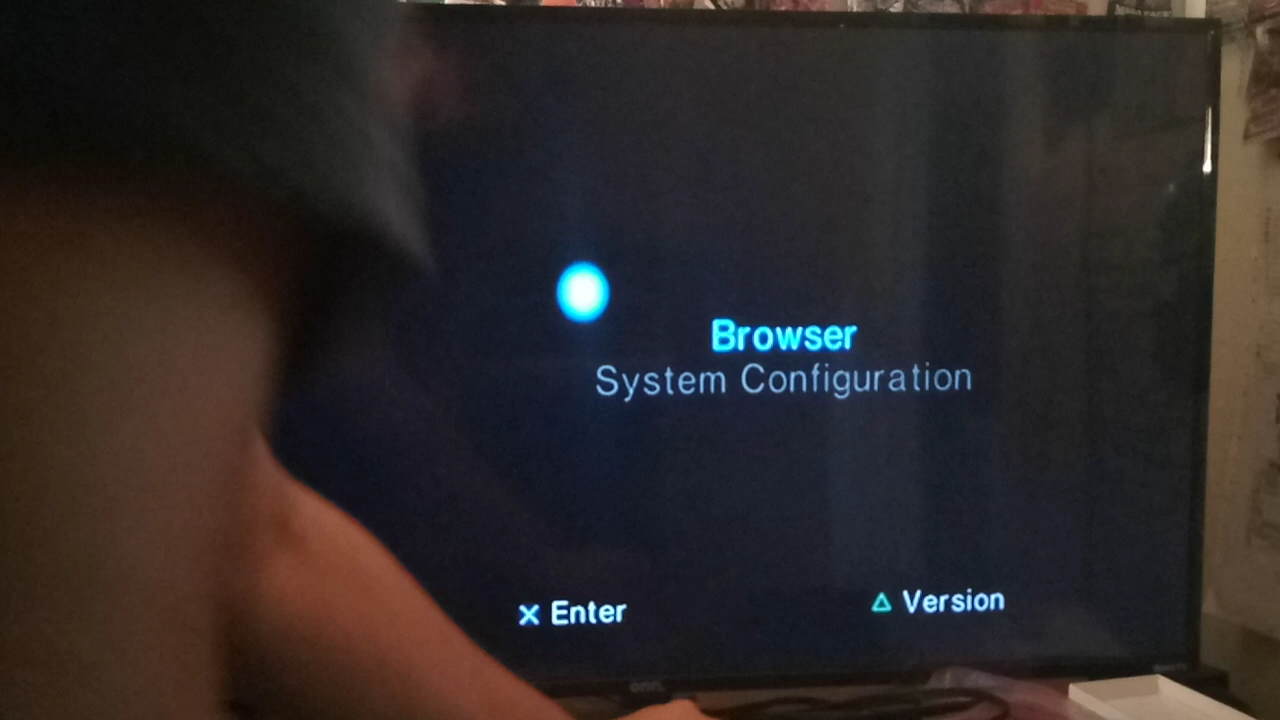 Browser
System Configuration
✕ Enter
△ Version